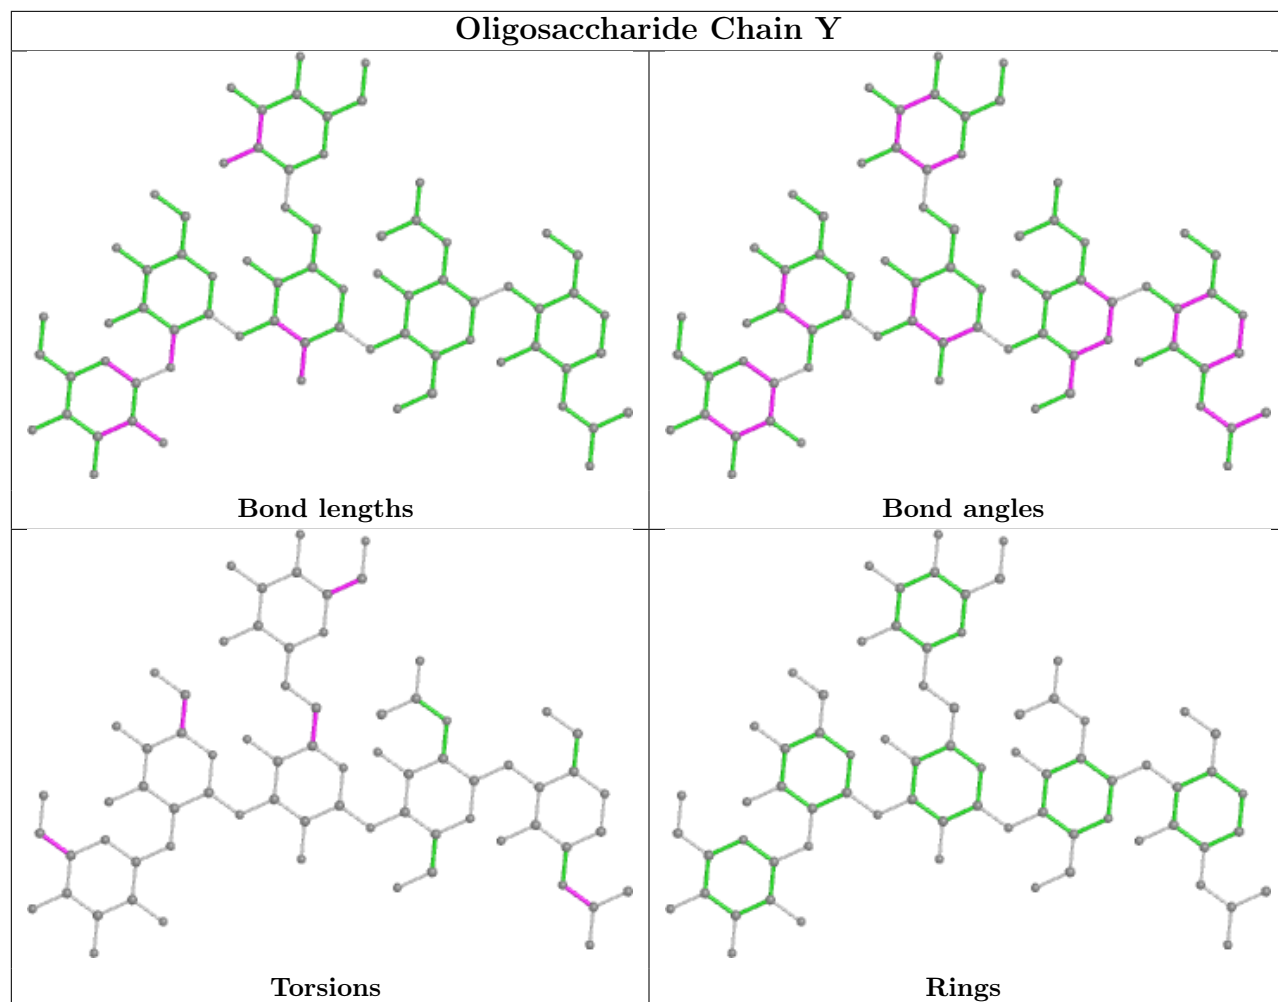 Oligosaccharide Chain Y
Bond lengths
Bond angles
Torsions
Rings